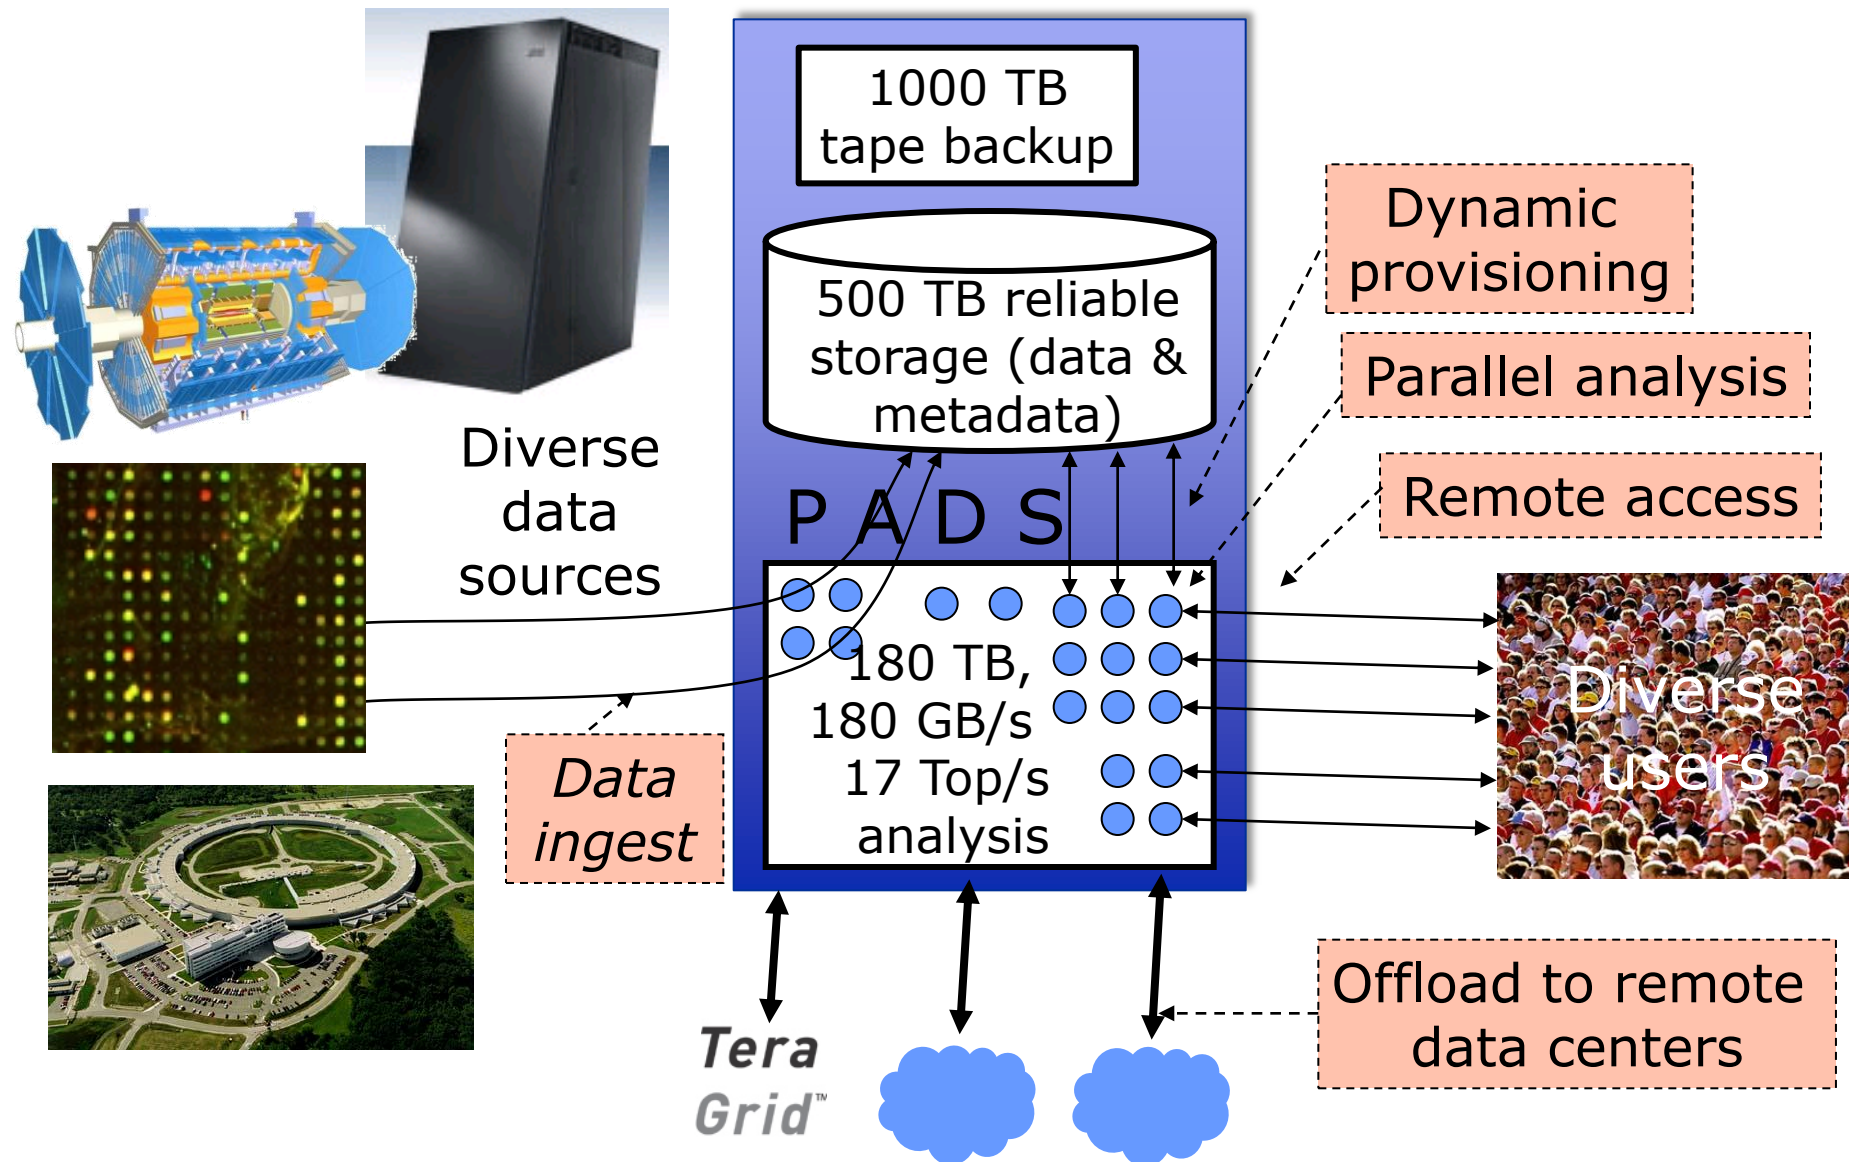 1000 TB
tape backup
500 TB reliable
storage (data &
metadata)
P A D S
180 TB,
180 GB/s
17 Top/s
analysis
Diverse
data
sources
Data
ingest
Dynamic
provisioning
Parallel analysis
Remote access
Diverse
users
Offload to remote
data centers
Tera
Grid™